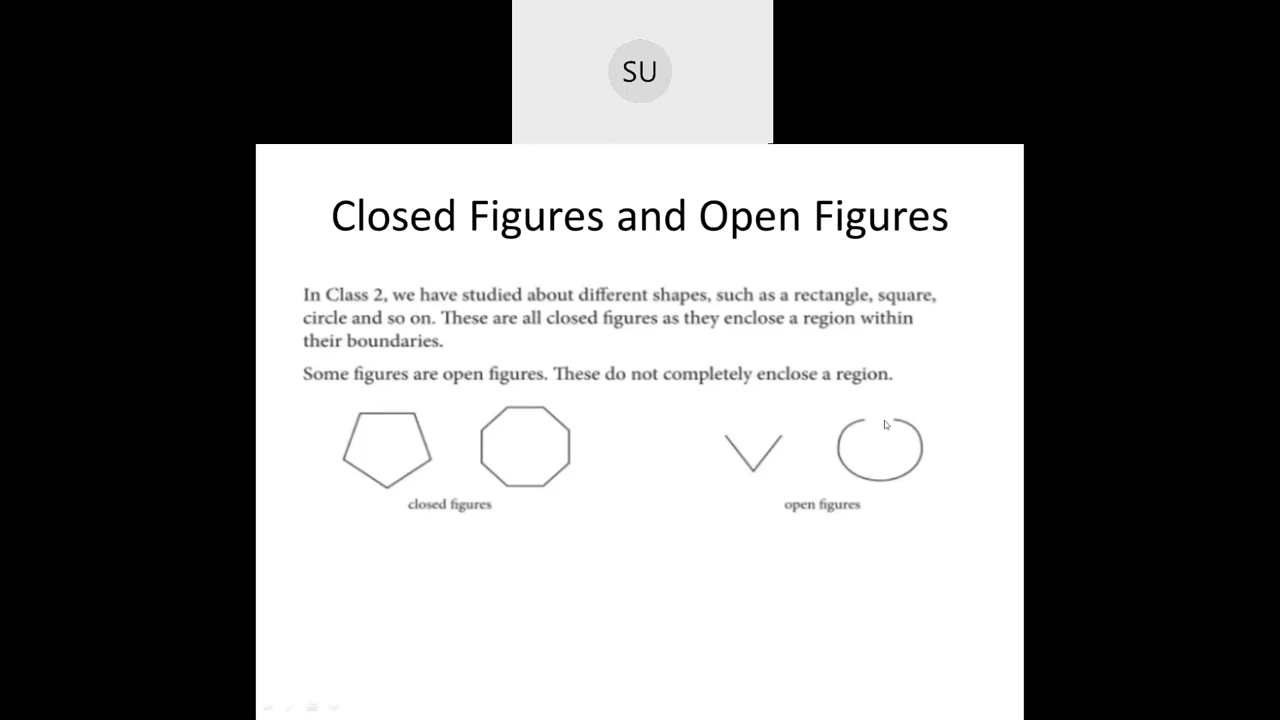 SU
Closed Figures and Open Figures
In Class 2, we have studied about different shapes, such as a rectangle, square,
circle and so on. These are all closed figures as they enclose a region within
their boundaries.
Some figures are open figures. These do not completely enclose a region.
closed figures
open figures